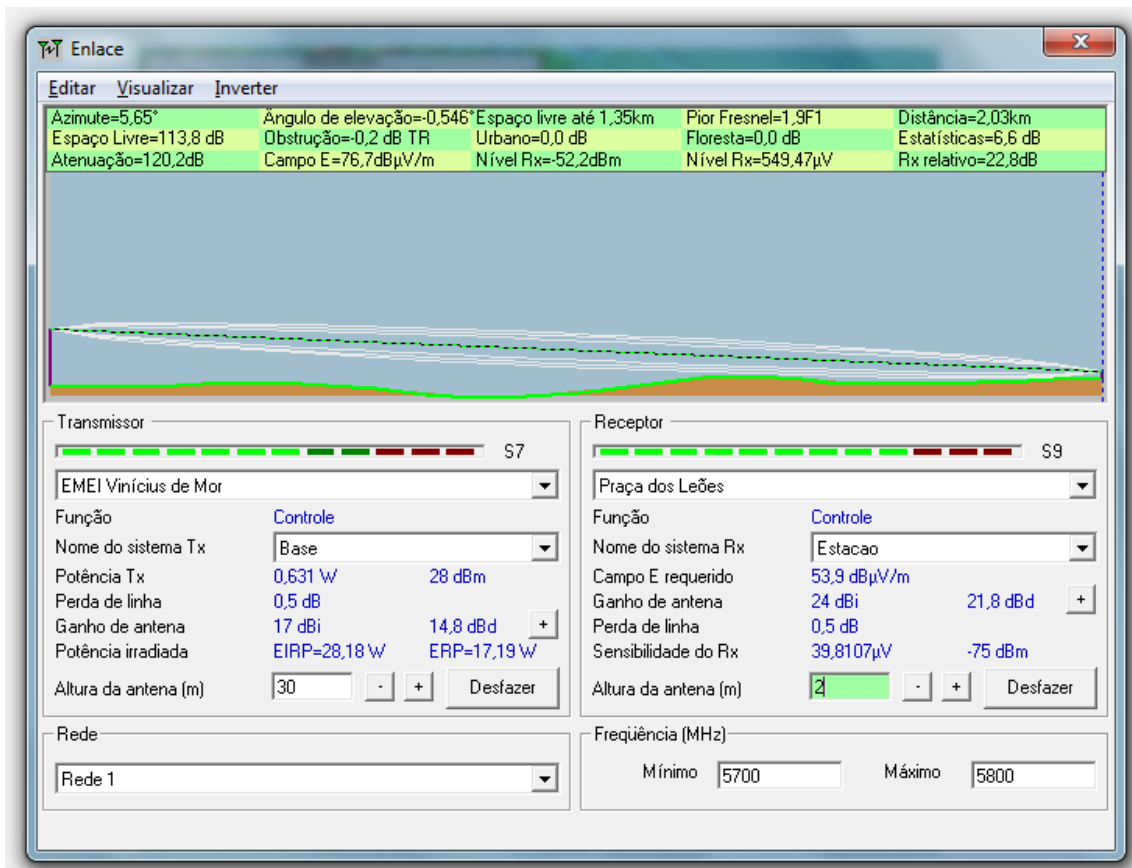 Enlace
Editar Visualizar Inverter
Azimute=5,65° Ângulo de elevação=-0,546° Espaço livre até 1,35km Pior Fresnel=1,9F1 Distância=2,03km
Espaço Livre=113,8 dB Obstrução=-0,2 dB TR Urbano=0,0 dB Floresta=0,0 dB Estatísticas=6,6 dB
Atenuação=120,2dB Campo E=76,7dBµV/m Nível Rx=-52,2dBm Nível Rx=549,47µV Rx relativo=22,8dB
Transmissor
S7
EMEI Vinícius de Mor
Função Controle
Nome do sistema Tx Base
Potência Tx 0,631 W 28 dBm
Perda de linha 0,5 dB
Ganho de antena 17 dBi 14,8 dBd +
Potência irradiada EIRP=28,18 W ERP=17,19 W
Altura da antena (m) 30 - + Desfazer
Receptor
S9
Praça dos Leões
Função Controle
Nome do sistema Rx Estacao
Campo E requerido 53,9 dBµV/m
Ganho de antena 24 dBi 21,8 dBd +
Perda de linha 0,5 dB
Sensibilidade do Rx 39,8107µV -75 dBm
Altura da antena (m) 2 - + Desfazer
Rede
Rede 1
Freqüência (MHz)
Mínimo 5700 Máximo 5800